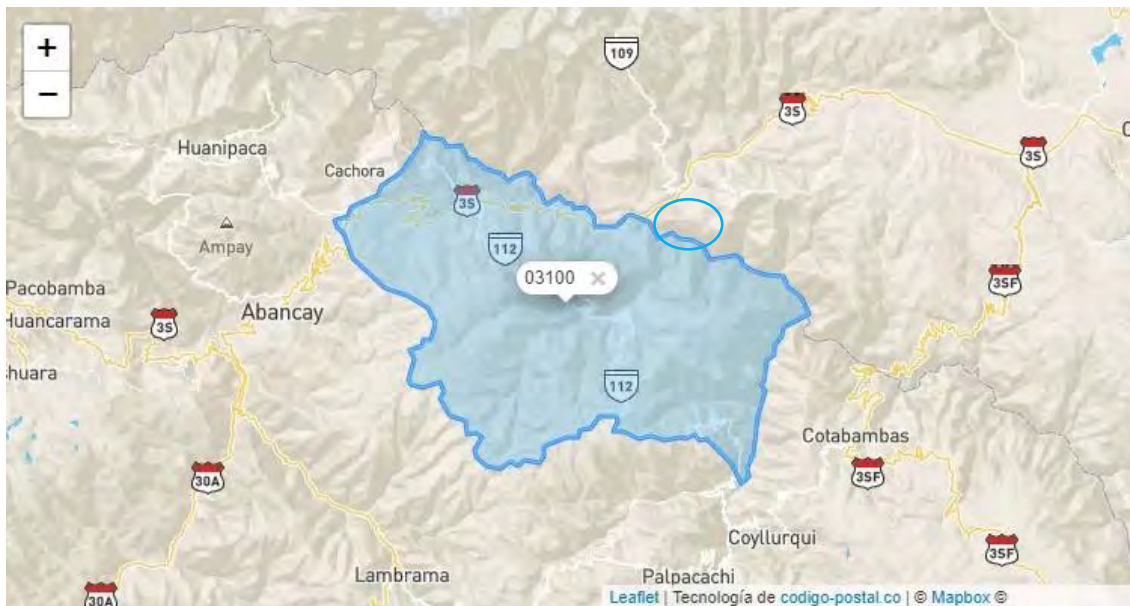 +
−
109
3S
3S
Huanipaca
Cachora
3S
Ampay
112
03100 ×
3SF
Pacobamba
Huancarama
Abancay
3S
shuara
112
Cotabambas
30A
3SF
Coyllurqui
3SF
Lambrama
Palpacachi
30A
Leaflet | Tecnología de codigo-postal.co | © Mapbox ©